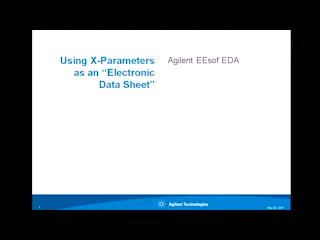 Using X-Parameters
as an “Electronic
Data Sheet”
Agilent EEsof EDA
Agilent Technologies